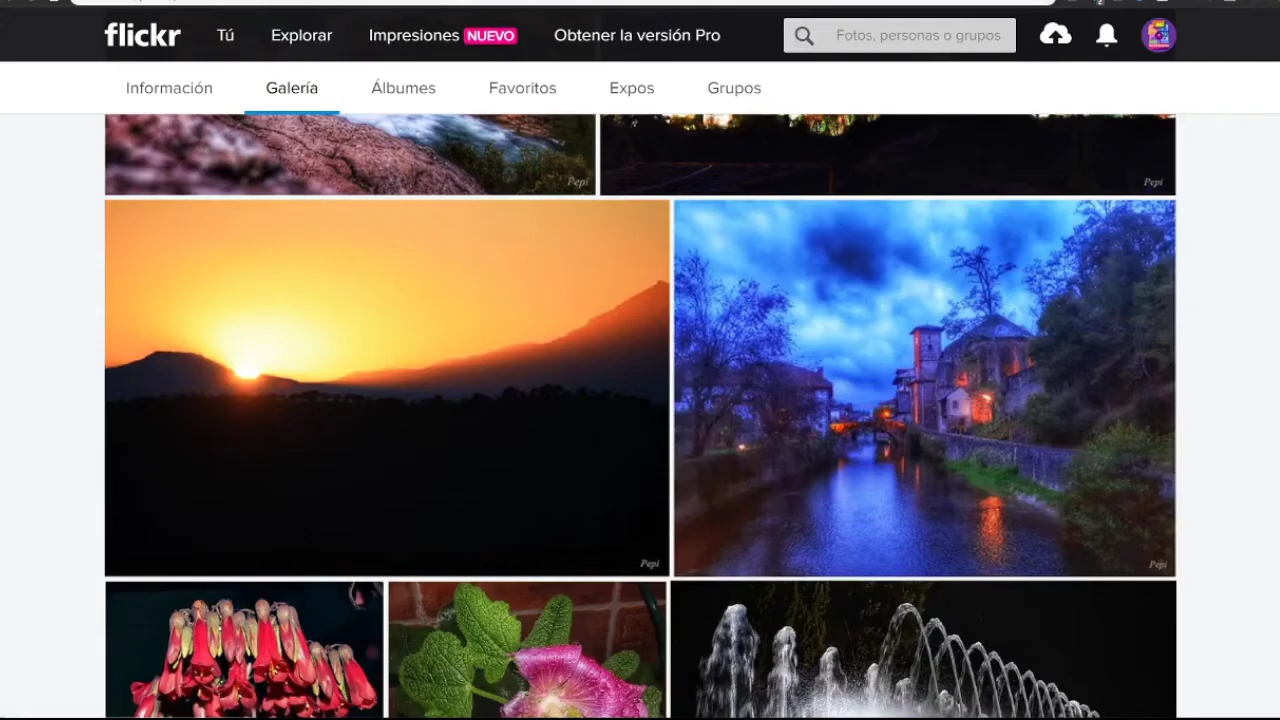 flickr Tú Explorar Impresiones NUEVO Obtener la versión Pro Fotos, personas o grupos
Información Galería Álbumes Favoritos Expos Grupos
Pepi Pepi
Pepi Pepi